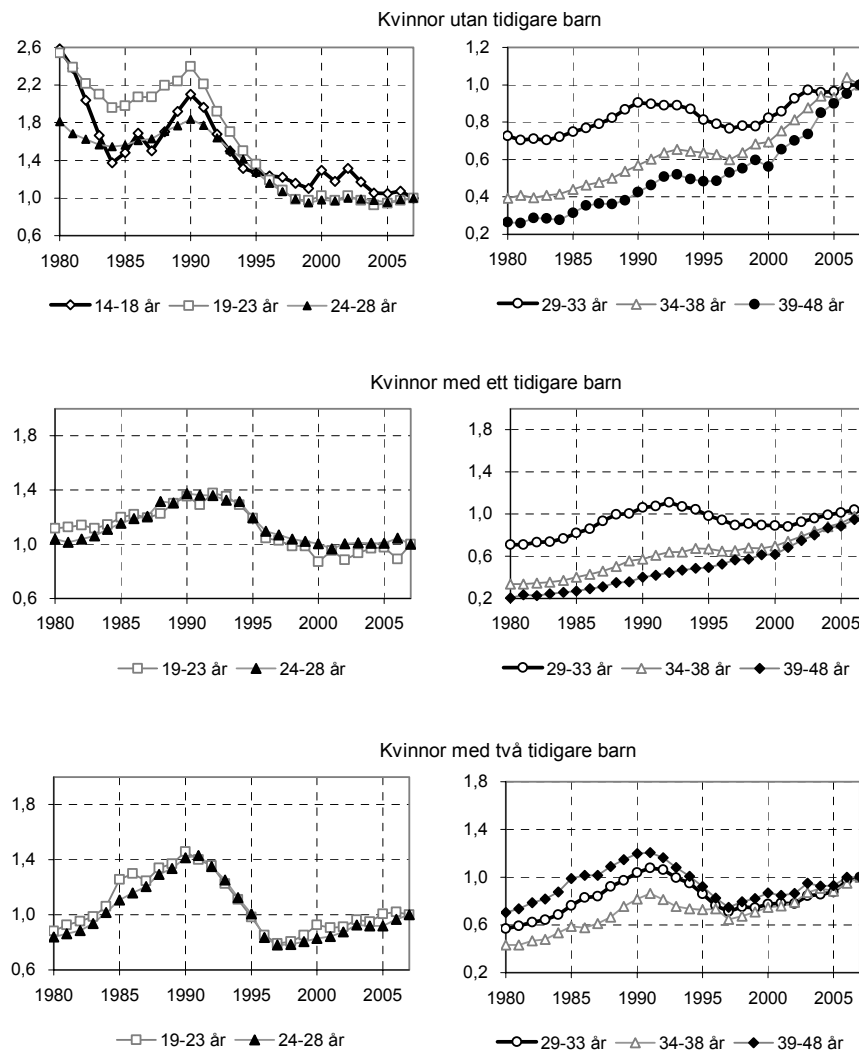 Kvinnor utan tidigare barn
2,6
2,2
1,8
1,4
1,0
0,6
1980 1985 1990 1995 2000 2005
14-18 år 19-23 år 24-28 år
1,2
1,0
0,8
0,6
0,4
0,2
1980 1985 1990 1995 2000 2005
29-33 år 34-38 år 39-48 år
Kvinnor med ett tidigare barn
1,8
1,4
1,0
0,6
1980 1985 1990 1995 2000 2005
19-23 år 24-28 år
1,8
1,4
1,0
0,6
0,2
1980 1985 1990 1995 2000 2005
29-33 år 34-38 år 39-48 år
Kvinnor med två tidigare barn
1,8
1,4
1,0
0,6
1980 1985 1990 1995 2000 2005
19-23 år 24-28 år
1,8
1,4
1,0
0,6
0,2
1980 1985 1990 1995 2000 2005
29-33 år 34-38 år 39-48 år